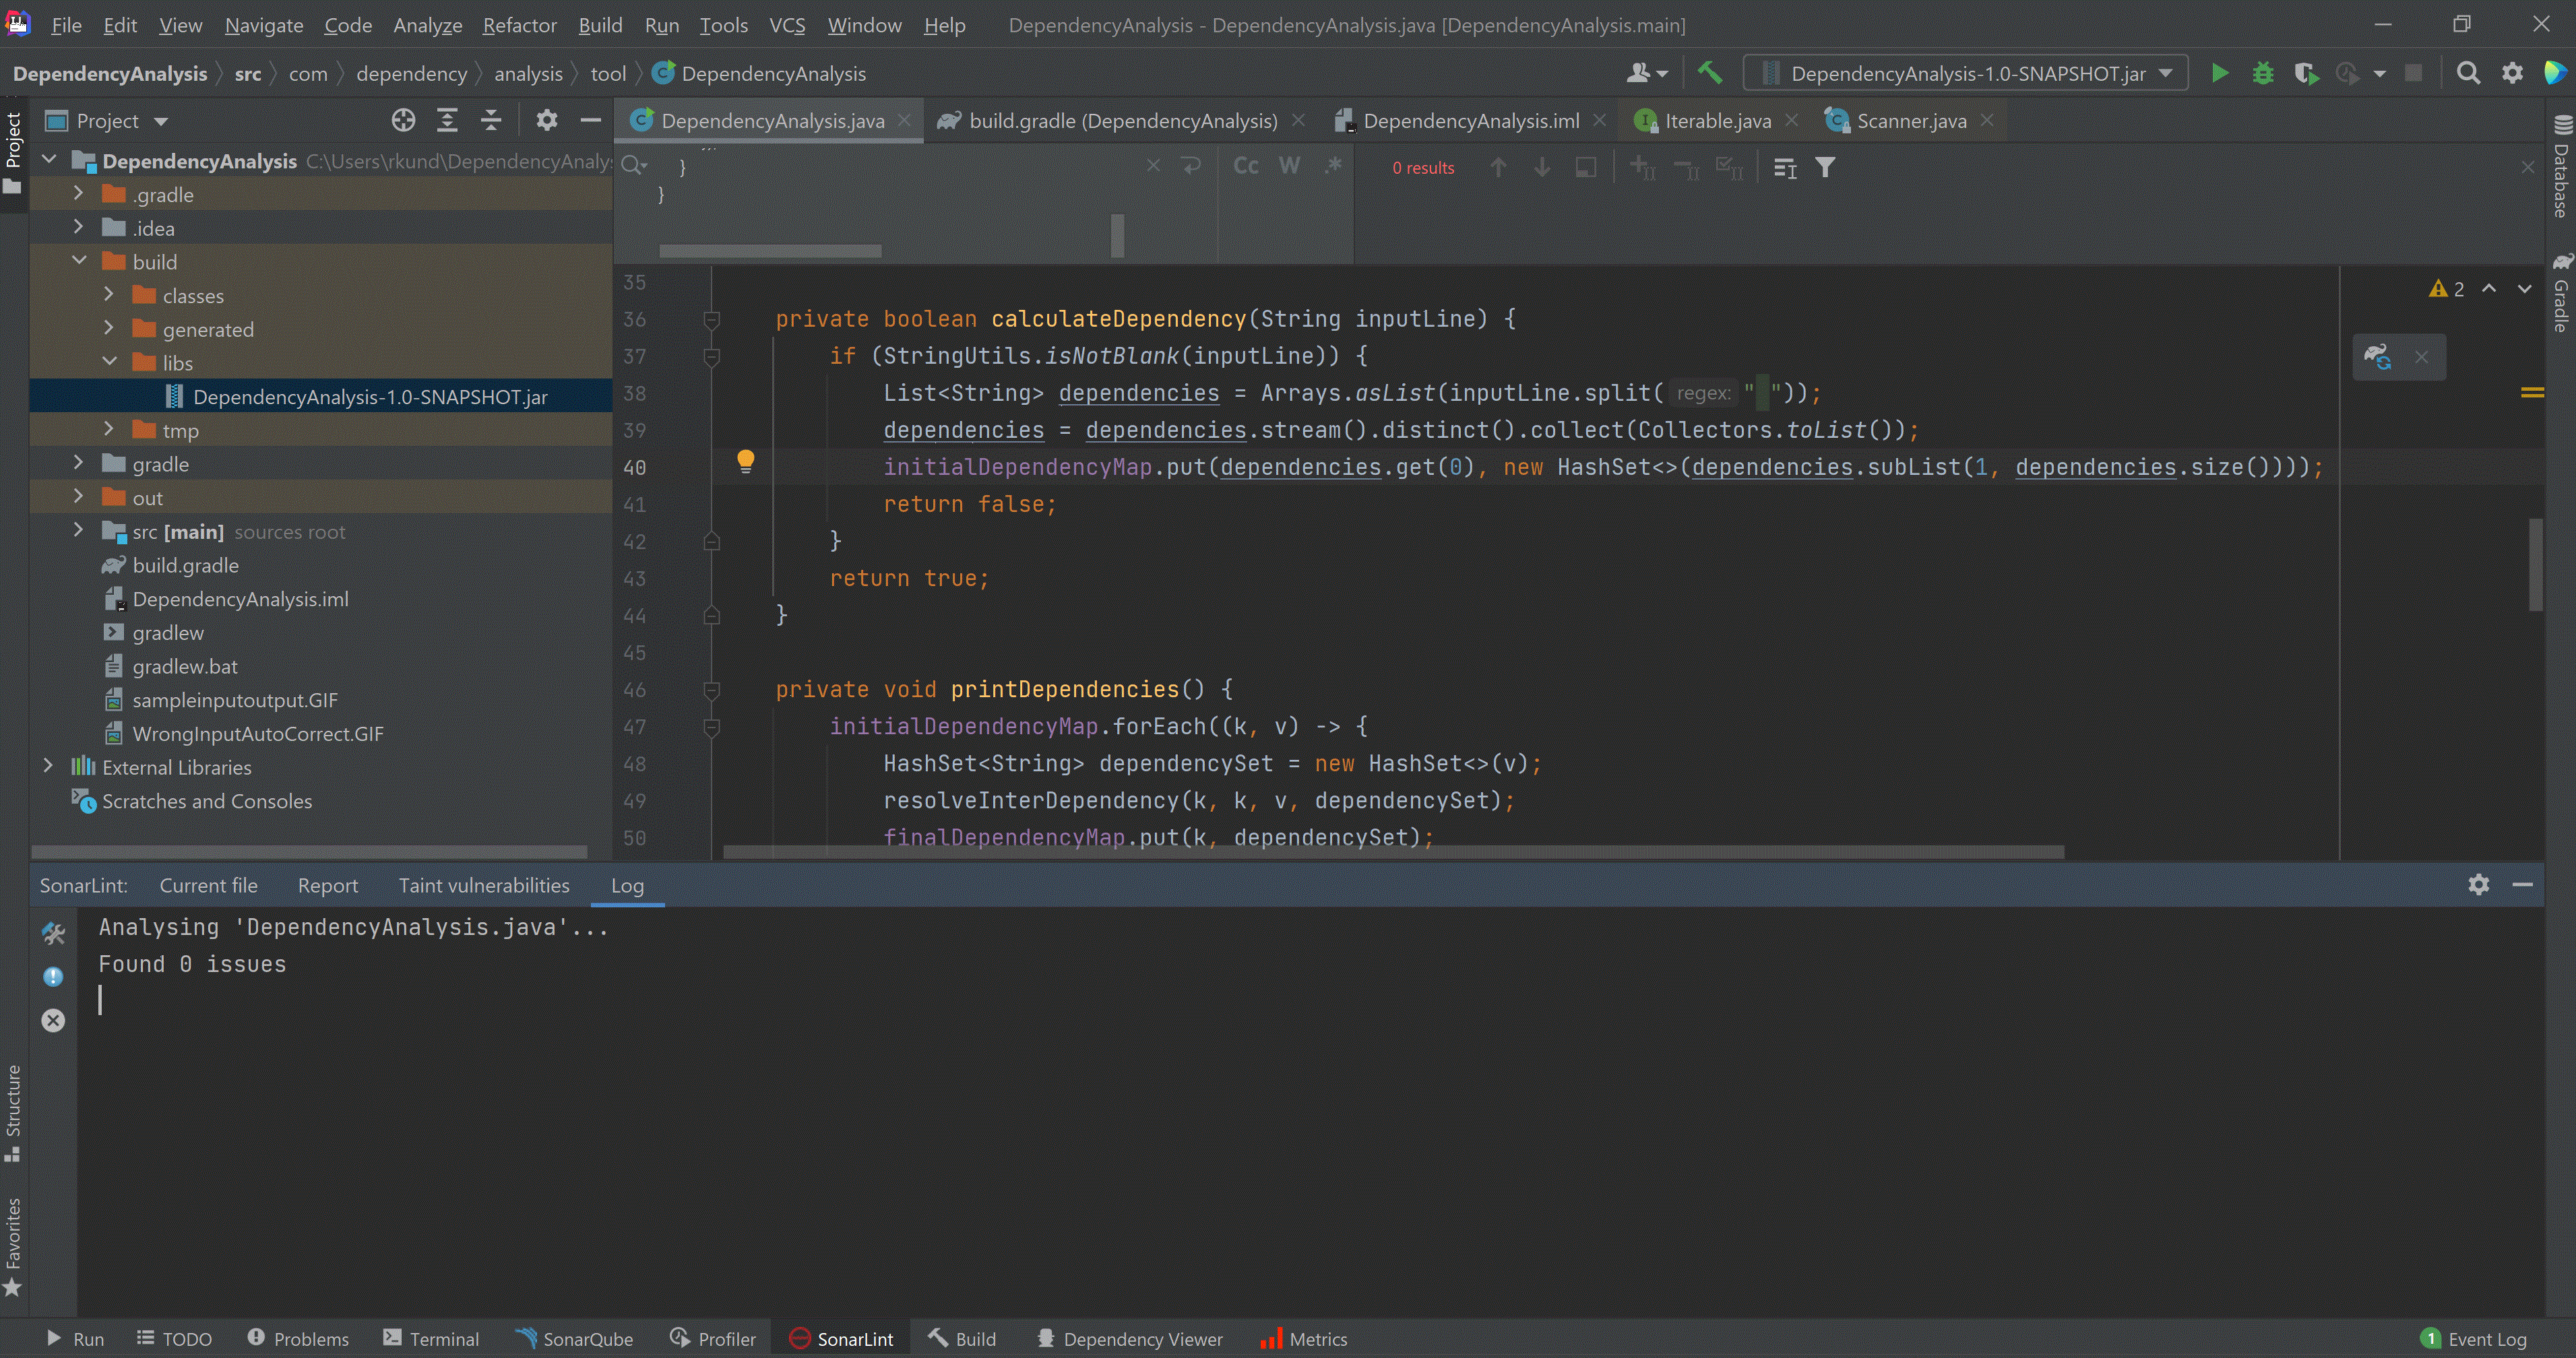 File Edit View Navigate Code Analyze Refactor Build Run Tools VCS Window Help DependencyAnalysis - DependencyAnalysis.java [DependencyAnalysis.main]
DependencyAnalysis src com dependency analysis tool DependencyAnalysis
DependencyAnalysis-1.0-SNAPSHOT.jar
Project
Project
DependencyAnalysis.java
build.gradle (DependencyAnalysis)
DependencyAnalysis.iml
Iterable.java
Scanner.java
Database
Gradle
DependencyAnalysis C:\Users\rkund\DependencyAnaly
.gradle
.idea
build
classes
generated
libs
DependencyAnalysis-1.0-SNAPSHOT.jar
tmp
gradle
out
src [main] sources root
build.gradle
DependencyAnalysis.iml
gradlew
gradlew.bat
sampleinputoutput.GIF
WrongInputAutoCorrect.GIF
External Libraries
Scratches and Consoles
}
}
Cc W .*
0 results
2
35
36 private boolean calculateDependency(String inputLine) {
37 if (StringUtils.isNotBlank(inputLine)) {
38 List<String> dependencies = Arrays.asList(inputLine.split( regex: " "));
39 dependencies = dependencies.stream().distinct().collect(Collectors.toList());
40 initialDependencyMap.put(dependencies.get(0), new HashSet<>(dependencies.subList(1, dependencies.size())));
41 return false;
42 }
43 return true;
44 }
45
46 private void printDependencies() {
47 initialDependencyMap.forEach((k, v) -> {
48 HashSet<String> dependencySet = new HashSet<>(v);
49 resolveInterDependency(k, k, v, dependencySet);
50 finalDependencyMap.put(k, dependencySet);
SonarLint: Current file Report Taint vulnerabilities Log
Analysing 'DependencyAnalysis.java'...
Found 0 issues
Structure
Favorites
Run TODO Problems Terminal SonarQube Profiler SonarLint Build Dependency Viewer Metrics 1 Event Log